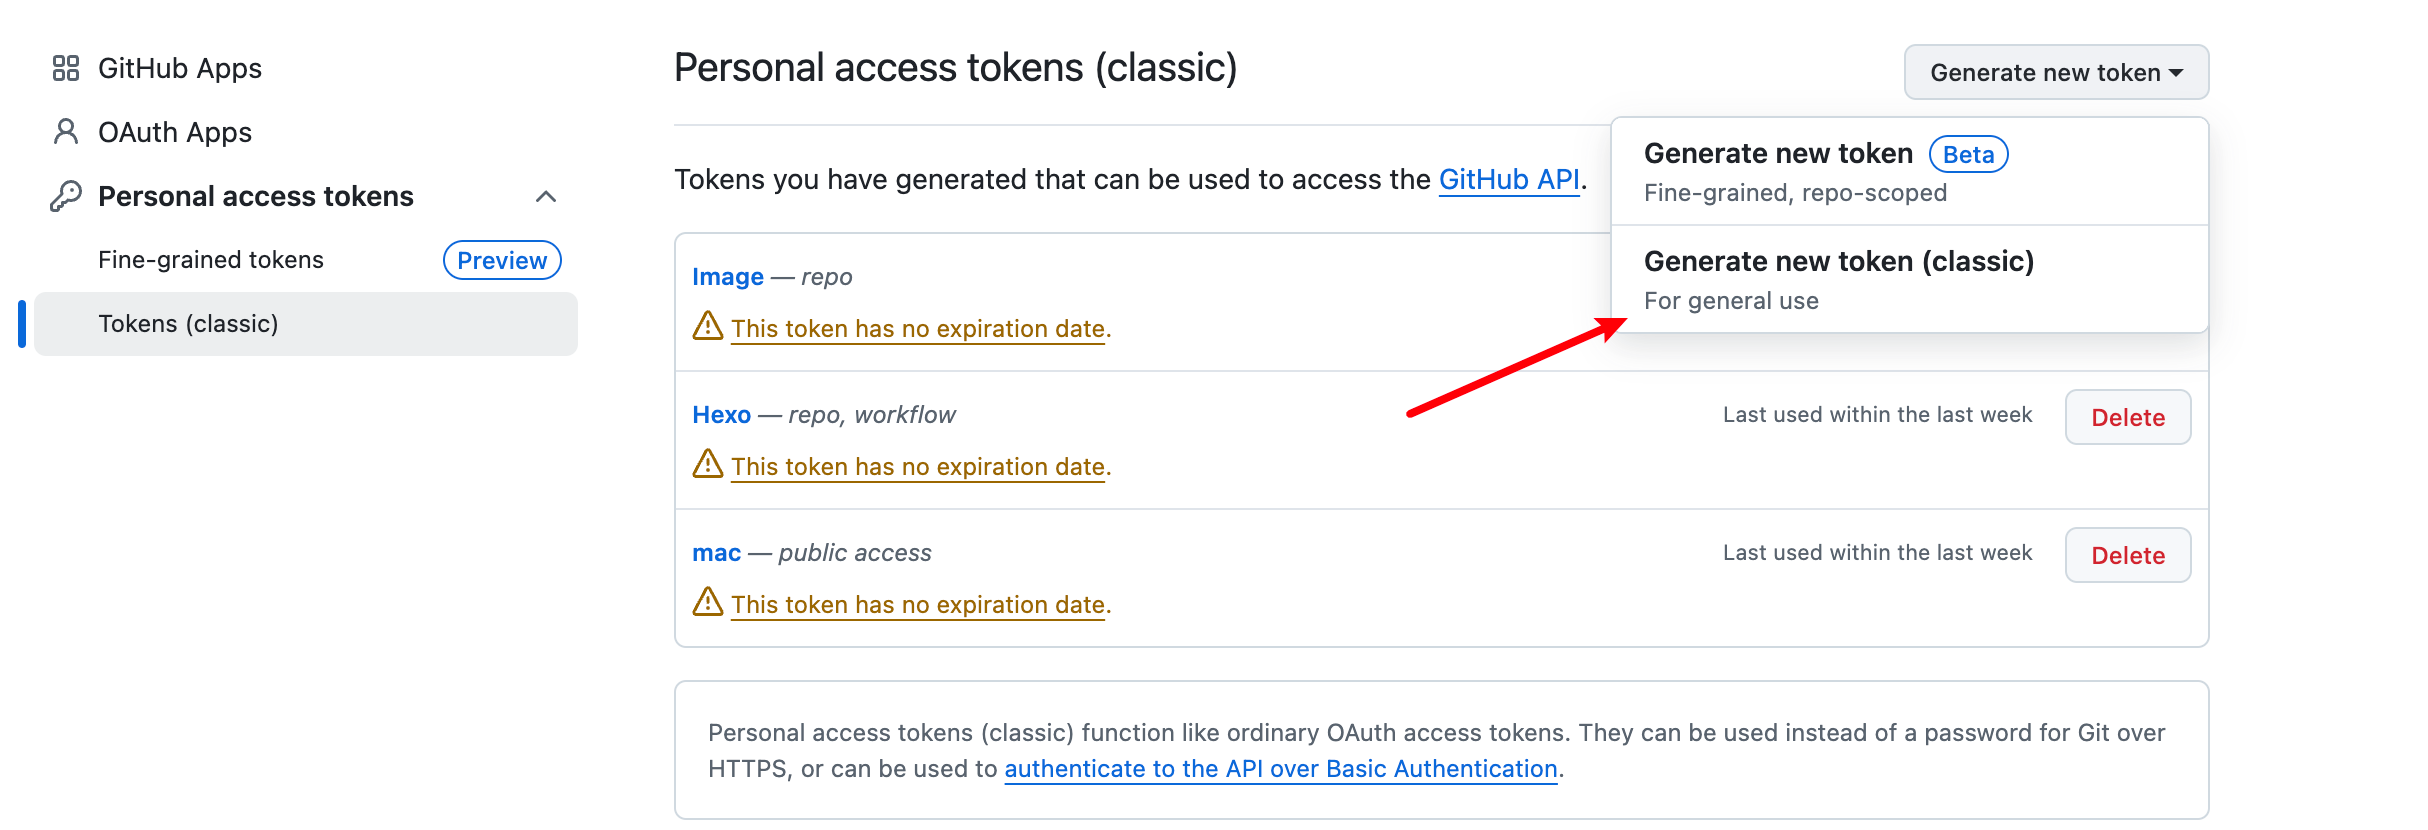 GitHub Apps
OAuth Apps
Personal access tokens
Fine-grained tokens Preview
Tokens (classic)
Personal access tokens (classic)
Generate new token
Generate new token Beta
Fine-grained, repo-scoped
Generate new token (classic)
For general use
Tokens you have generated that can be used to access the GitHub API.
Image — repo
This token has no expiration date.
Hexo — repo, workflow
Last used within the last week
Delete
This token has no expiration date.
mac — public access
Last used within the last week
Delete
This token has no expiration date.
Personal access tokens (classic) function like ordinary OAuth access tokens. They can be used instead of a password for Git over
HTTPS, or can be used to authenticate to the API over Basic Authentication.